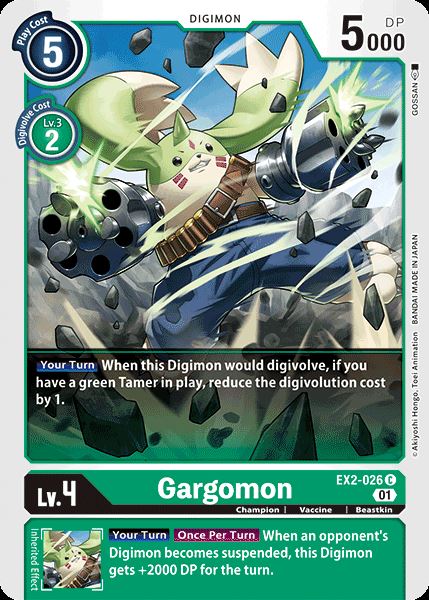 DIGIMON
Play Cost
5
DP
5000
Digivolve Cost
Lv.3
2
GOSSAN
©Akiyoshi Hongo, Toei Animation BANDAI MADE IN JAPAN
Your Turn When this Digimon would digivolve, if you
have a green Tamer in play, reduce the digivolution cost
by 1.
EX2-026 C
Lv.4
Gargomon
01
Champion | Vaccine | Beastkin
Inherited Effect
Your Turn Once Per Turn When an opponent's
Digimon becomes suspended, this Digimon
gets +2000 DP for the turn.